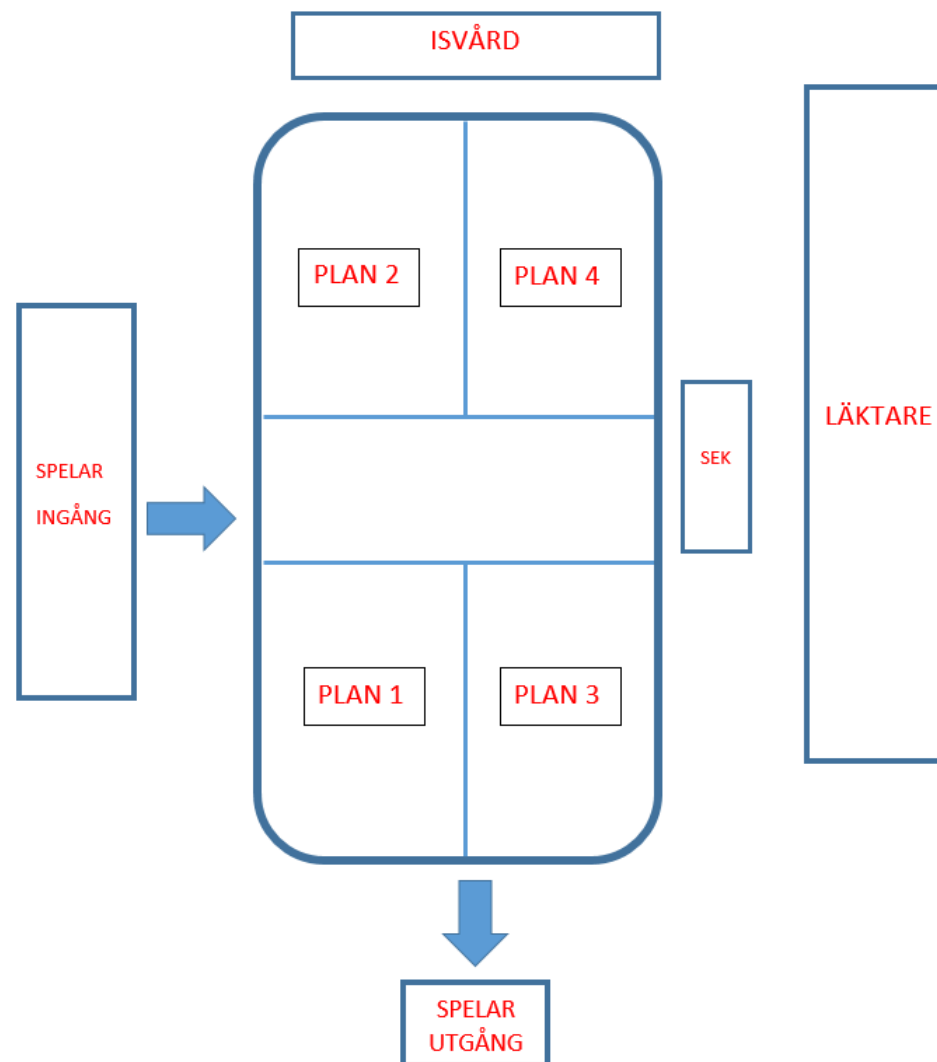 ISVÅRD
PLAN 2
PLAN 4
LÄKTARE
SEK
SPELAR
INGÅNG
PLAN 1
PLAN 3
SPELAR
UTGÅNG